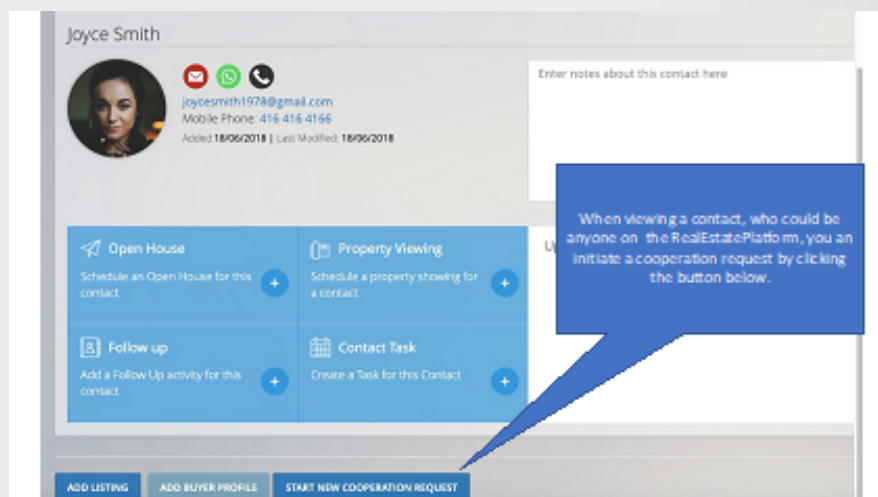 Joyce Smith
joycesmith1978@gmail.com
Mobile Phone: 416 416 4166
Added 18/06/2018 | Last Modified: 18/06/2018
Enter notes about this contact here
Open House
Schedule an Open House for this
contact
Property Viewing
Schedule a property showing for
a contact
Follow up
Add a Follow Up activity for this
contact
Contact Task
Create a Task for this Contact
When viewing a contact, who could be
anyone on the RealEstatePlatform, you an
initiate a cooperation request by clicking
the button below.
ADD LISTING
ADD BUYER PROFILE
START NEW COOPERATION REQUEST